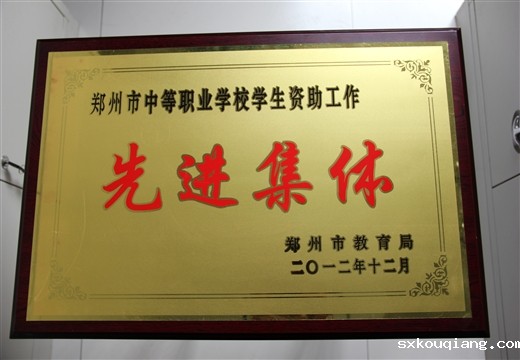 郑州市中等职业学校学生资助工作
先进集体
郑州市教育局
二〇一二年十二月
www.sxkouqiang.com